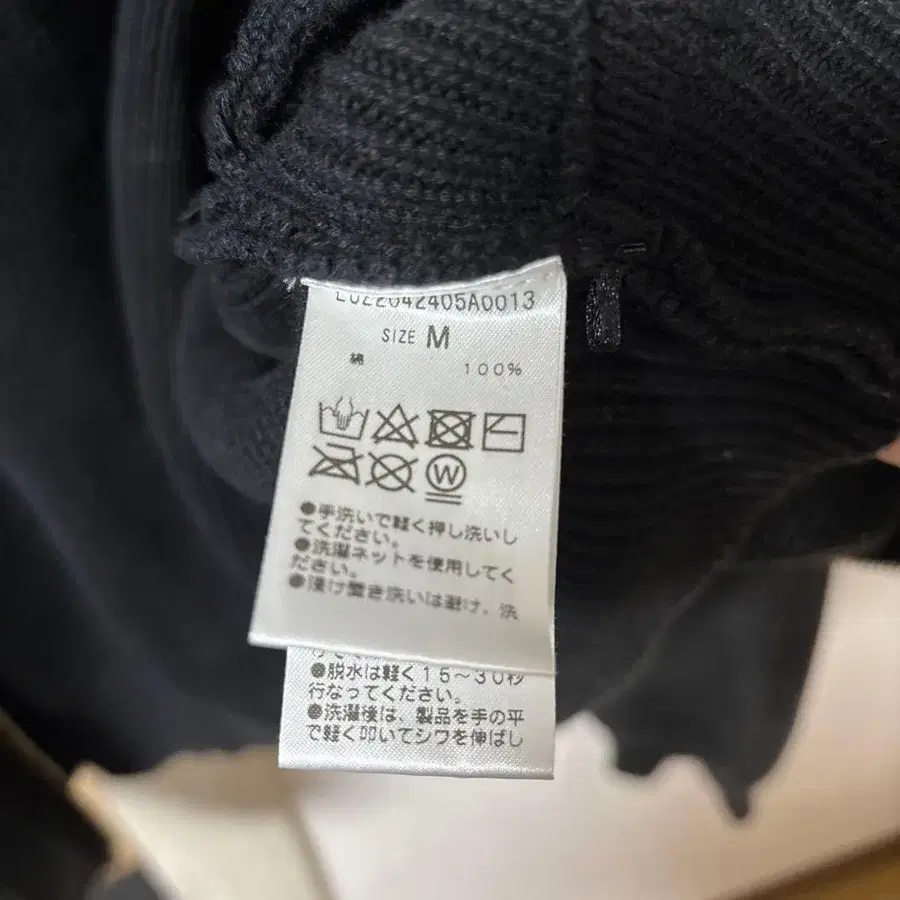 LU22042405A0013
SIZE M
綿 100%
W
●手洗いで軽く押し洗いし
てください。
●洗濯ネットを使用してく
ださい。
●漬け置き洗いは避け、洗
●脱水は軽く15～30秒
行なってください。
●洗濯後は、製品を手の平
で軽く叩いてシワを伸ばし